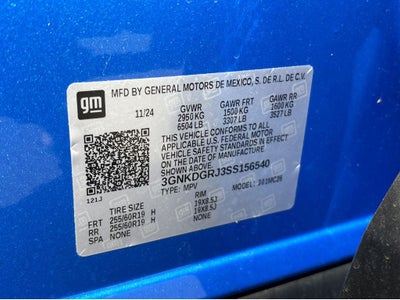 gm
MFD BY GENERAL MOTORS DE MEXICO, S. DE R.L. DE C.V.
11/24 GVWR GAWR FRT GAWR RR
2950 KG 1500 KG 1600 KG
6504 LB 3307 LB 3527 LB
THIS VEHICLE CONFORMS TO ALL
APPLICABLE U.S. FEDERAL MOTOR
VEHICLE SAFETY STANDARDS IN
EFFECT ON THE DATE OF
MANUFACTURE SHOWN ABOVE.
3GNKDGRJ3SS156540
TYPE: MPV
121J
TIRE SIZE RIM
FRT 255/60R19 H 19X8.5J
RR 255/60R19 H 19X8.5J
SPA NONE NONE